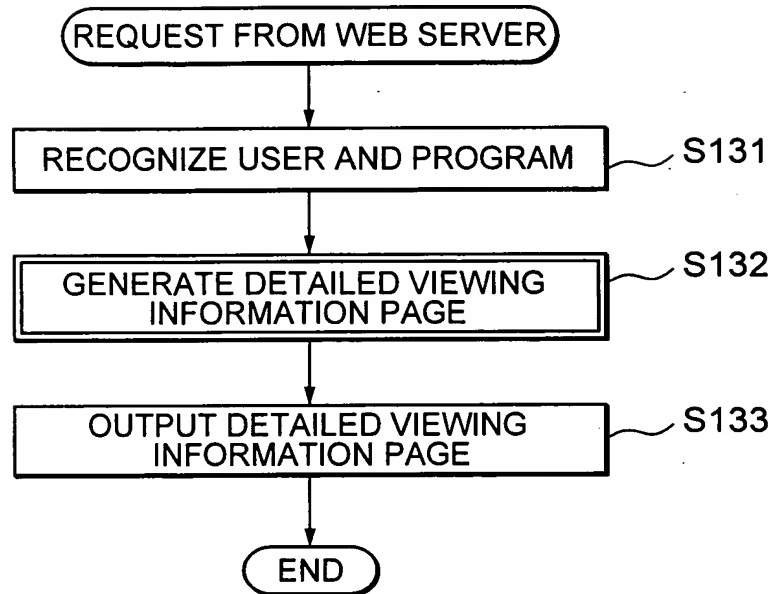 REQUEST FROM WEB SERVER
RECOGNIZE USER AND PROGRAM
S131
GENERATE DETAILED VIEWING
INFORMATION PAGE
S132
OUTPUT DETAILED VIEWING
INFORMATION PAGE
S133
END